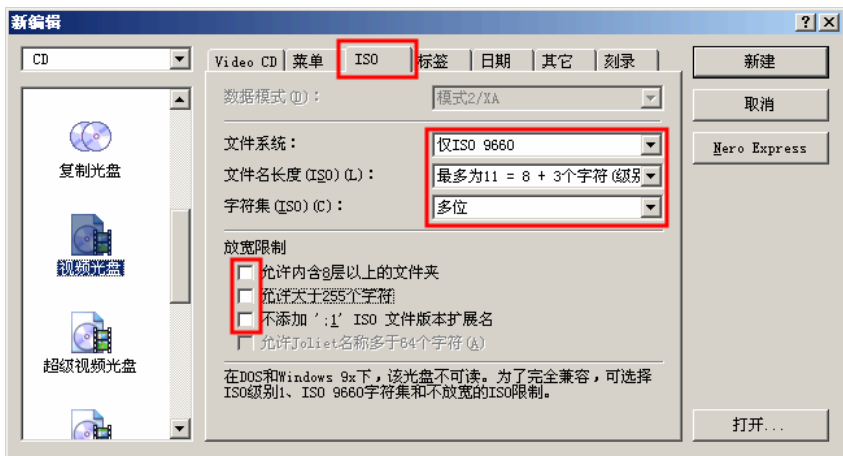 新编辑
CD
Video CD 菜单 ISO 标签 日期 其它 刻录
新建
取消
Nero Express
复制光盘
视频光盘
超级视频光盘
数据模式(D)：
模式2/XA
文件系统：
仅ISO 9660
文件名长度(ISO)(L)：
最多为11 = 8 + 3个字符(级别
字符集(ISO)(C)：
多位
放宽限制
允许内含8层以上的文件夹
允许大于255个字符
不添加 ';1' ISO 文件版本扩展名
允许Joliet名称多于64个字符(A)
在DOS和Windows 9x下，该光盘不可读。为了完全兼容，可选择
ISO级别1、ISO 9660字符集和不放宽的ISO限制。
打开...